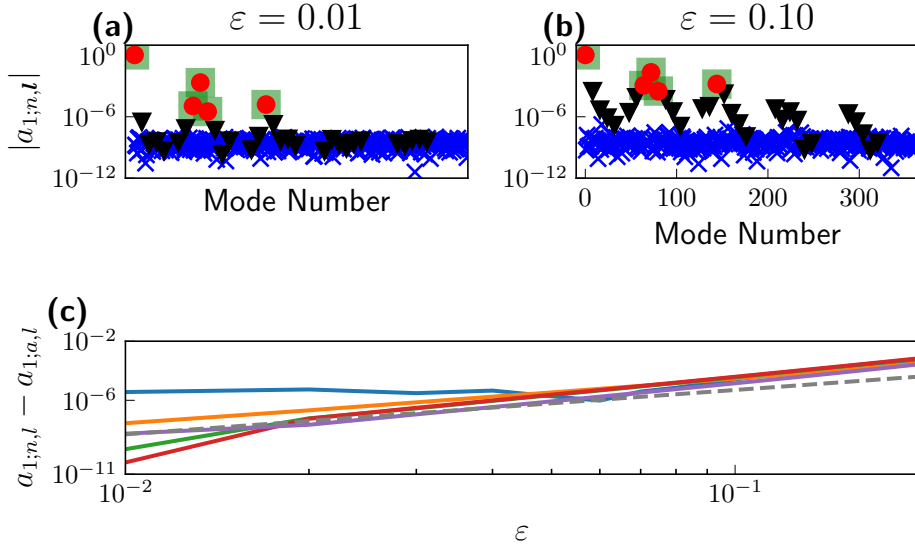 (a) ε = 0.01
(b) ε = 0.10
|a_{1;n,l}|
10^0
10^{-6}
10^{-12}
Mode Number
10^0
10^{-6}
10^{-12}
0 100 200 300
Mode Number
(c)
a_{1;n,l} − a_{1;a,l}
10^{-2}
10^{-6}
10^{-11}
10^{-2} 10^{-1}
ε